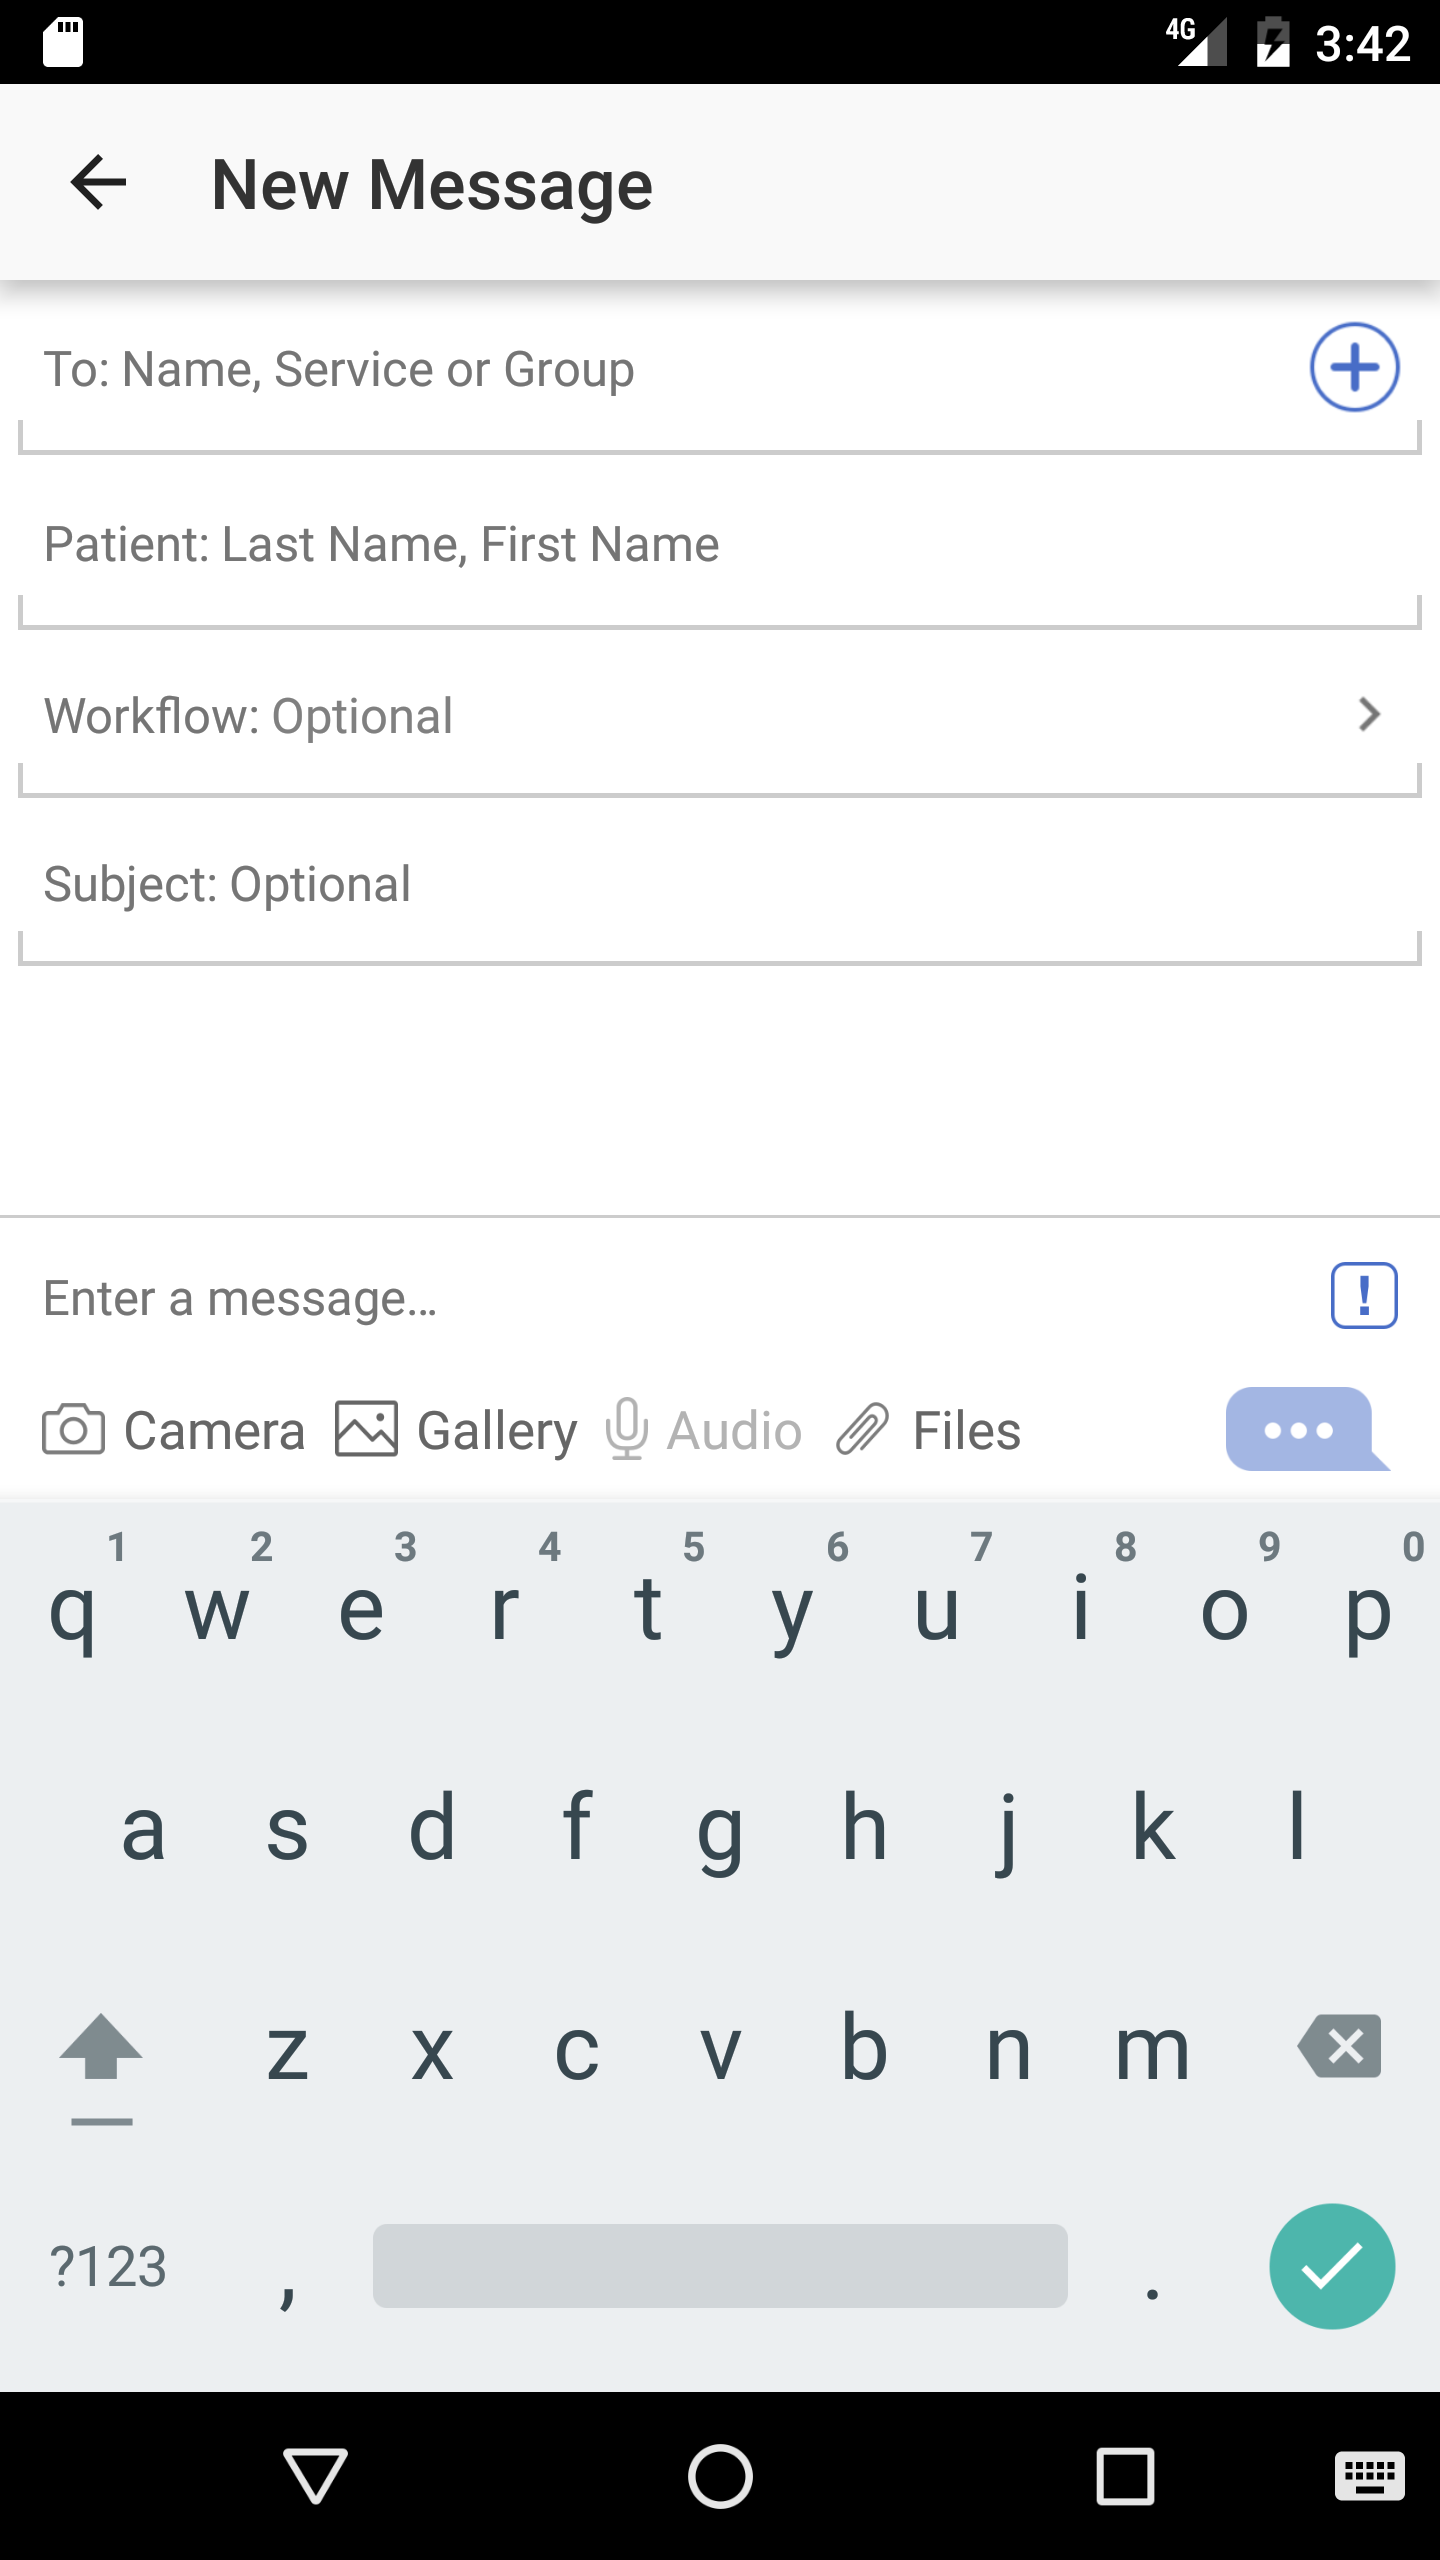 4G 3:42
New Message
To: Name, Service or Group
Patient: Last Name, First Name
Workflow: Optional
Subject: Optional
Enter a message...
!
Camera Gallery Audio Files
1 2 3 4 5 6 7 8 9 0
q w e r t y u i o p
a s d f g h j k l
z x c v b n m
?123 , .